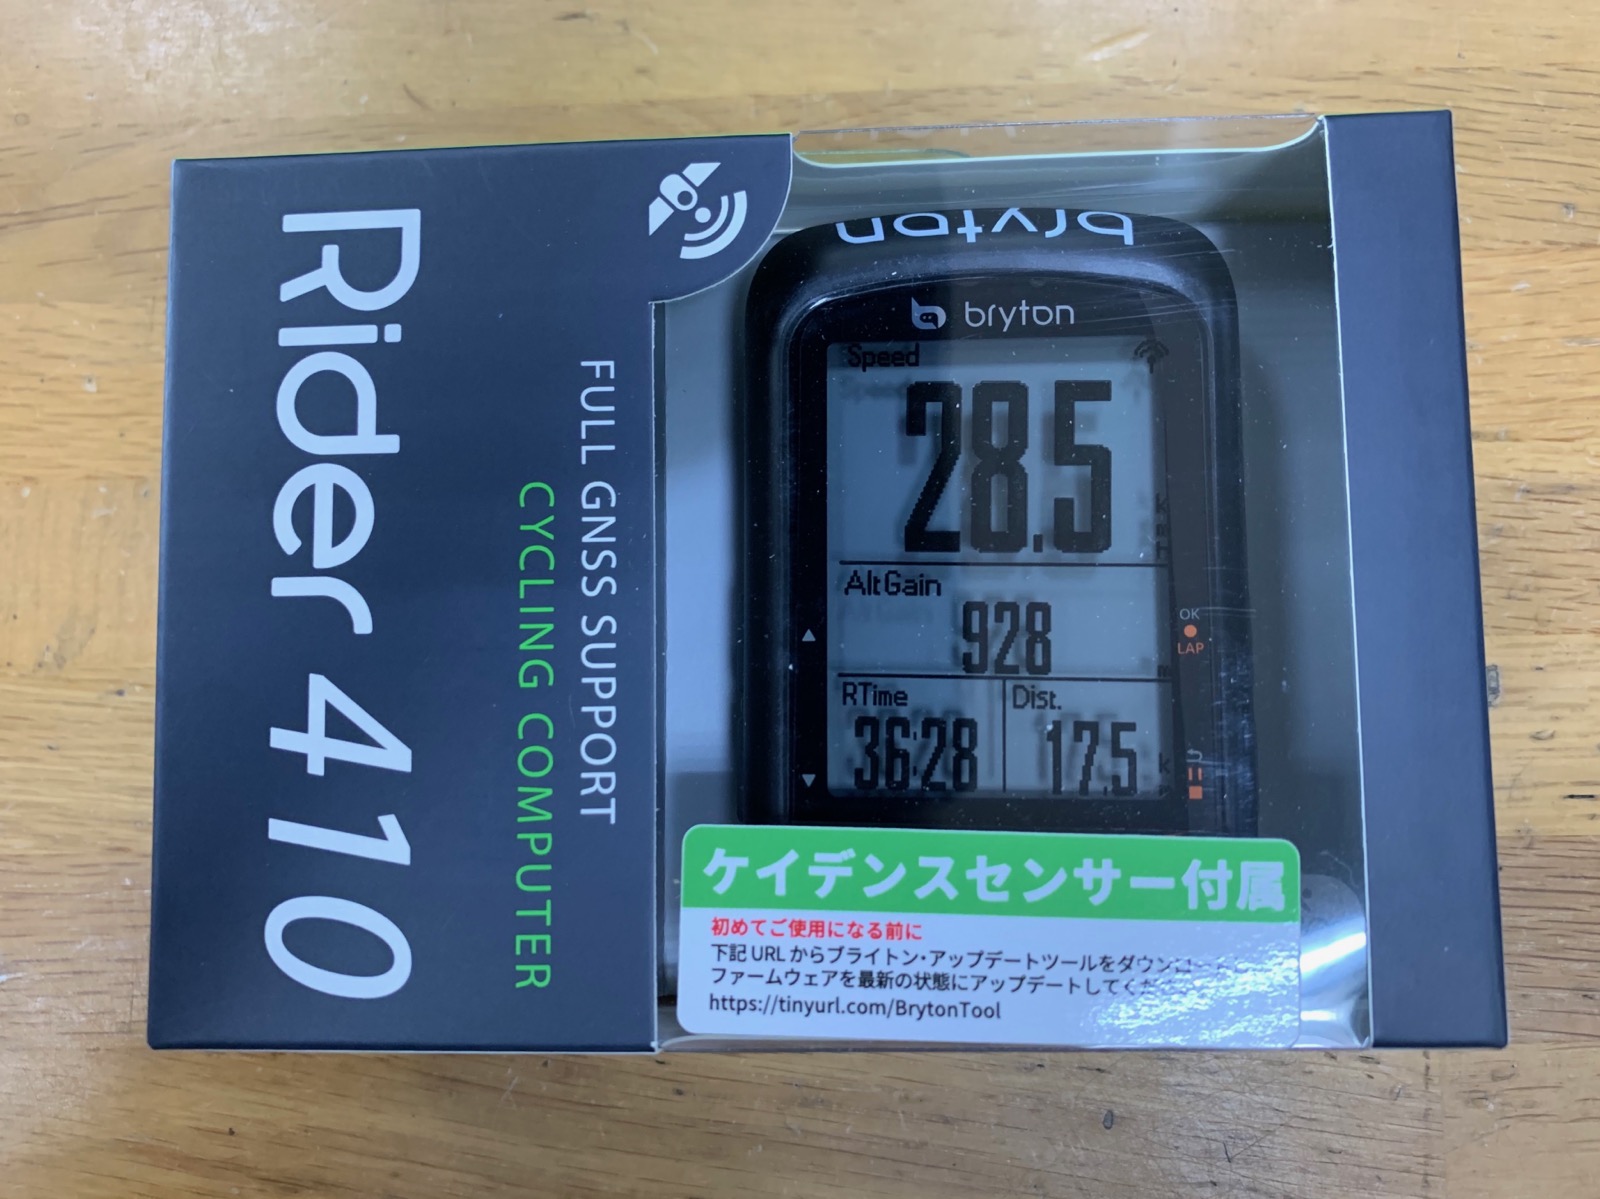 Rider 410
FULL GNSS SUPPORT
CYCLING COMPUTER
bryton
bryton
Speed
28.5
AltGain
928
m
RTime
36:28
Dist.
17.5
OK
LAP
ケイデンスセンサー付属
初めてご使用になる前に
下記URLからブライトン・アップデートツールをダウンロード
ファームウェアを最新の状態にアップデートしてくだ
https://tinyurl.com/BrytonTool